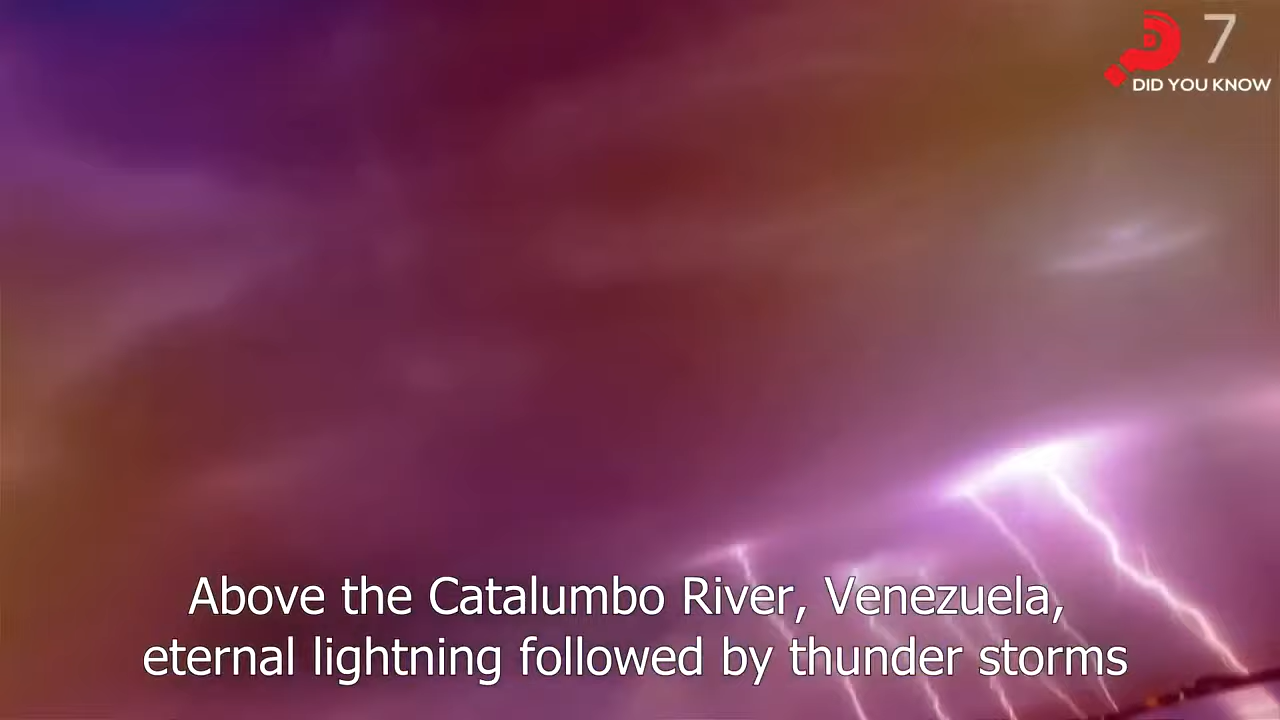 7
DID YOU KNOW
Above the Catalumbo River, Venezuela,
eternal lightning followed by thunder storms